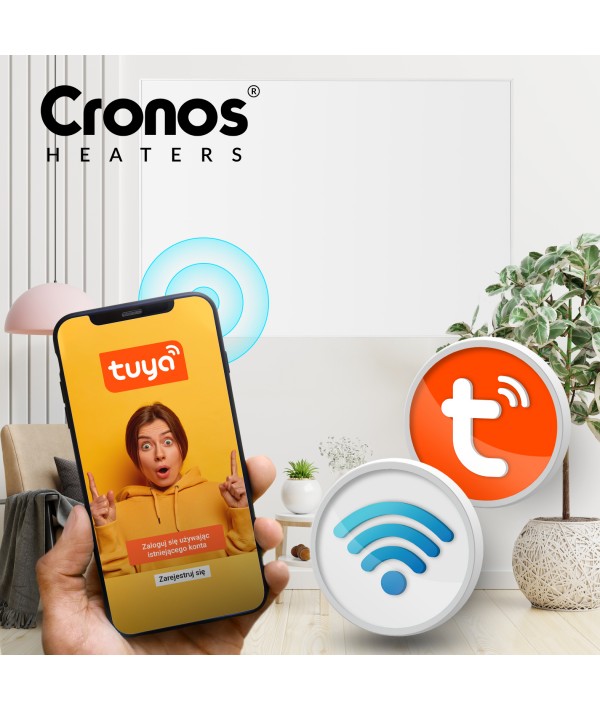 Cronos®
HEATERS
tuya
Zaloguj się używając
istniejącego konta
Zarejestruj się
t